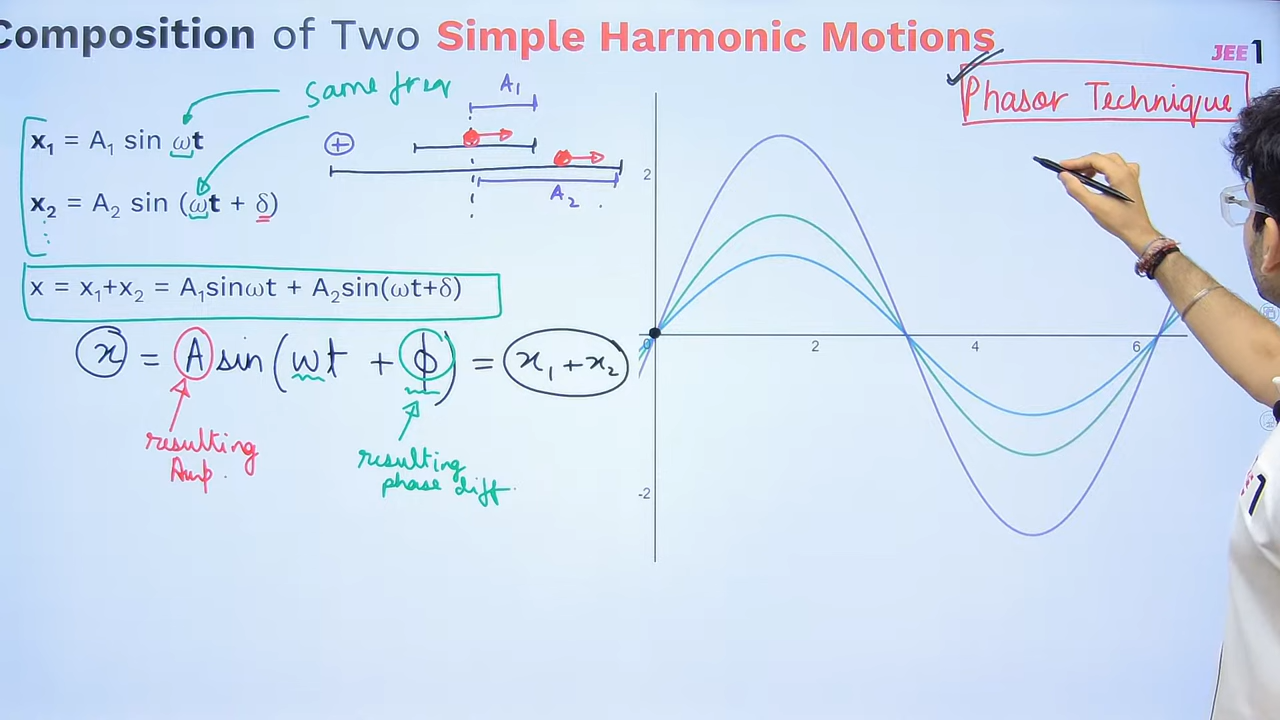 Composition of Two Simple Harmonic Motions
JEE 1
Phasor Technique
same freq
x₁ = A₁ sin ωt
x₂ = A₂ sin (ωt + δ)
⋮
A₁
+
A₂
x = x₁+x₂ = A₁sinωt + A₂sin(ωt+δ)
x = A sin (ωt + ϕ) = x₁ + x₂
resulting
Amp.
resulting
phase diff.
2
0
2
4
6
-2